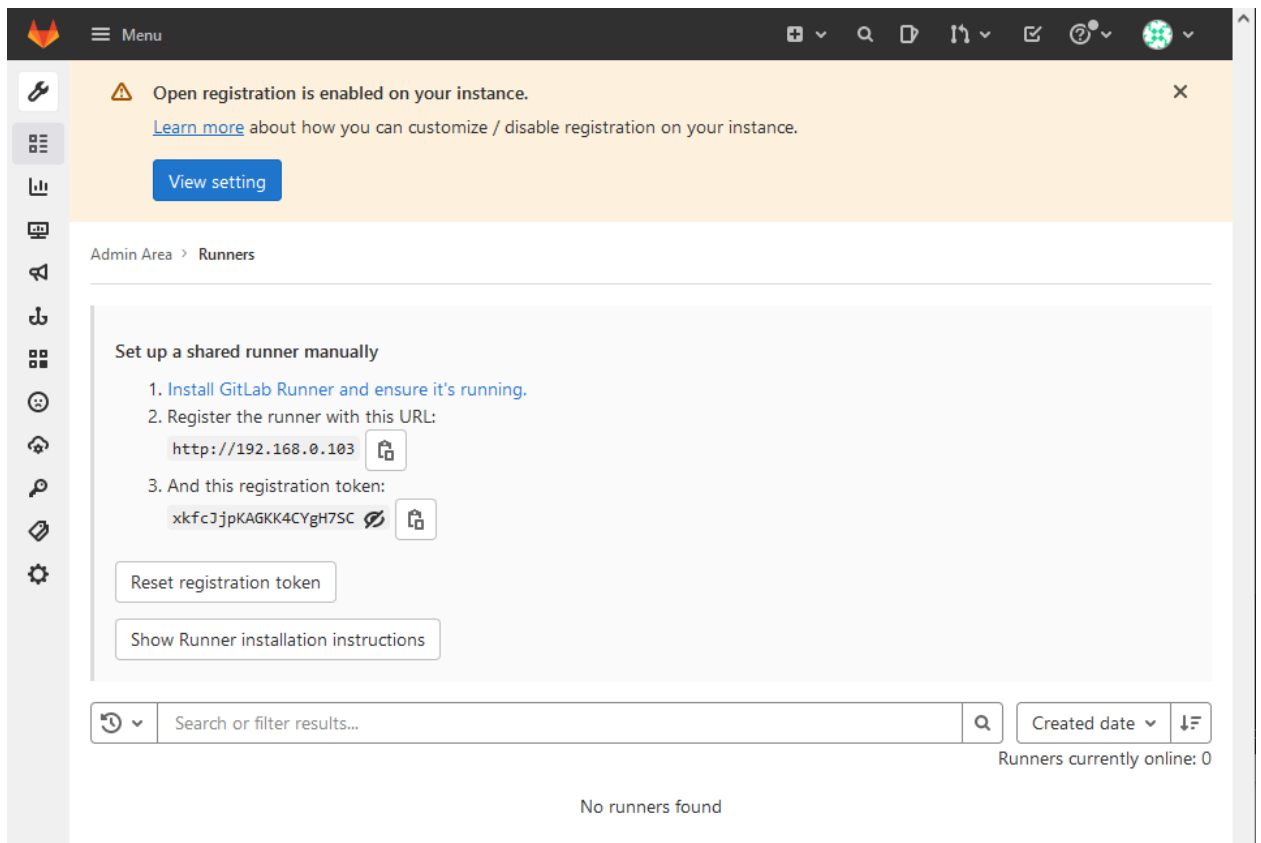 Menu
Open registration is enabled on your instance.
Learn more about how you can customize / disable registration on your instance.
View setting
Admin Area > Runners
Set up a shared runner manually
1. Install GitLab Runner and ensure it's running.
2. Register the runner with this URL:
http://192.168.0.103
3. And this registration token:
xkfcJjpKAGKK4CYgH7SC
Reset registration token
Show Runner installation instructions
Search or filter results...
Created date
Runners currently online: 0
No runners found